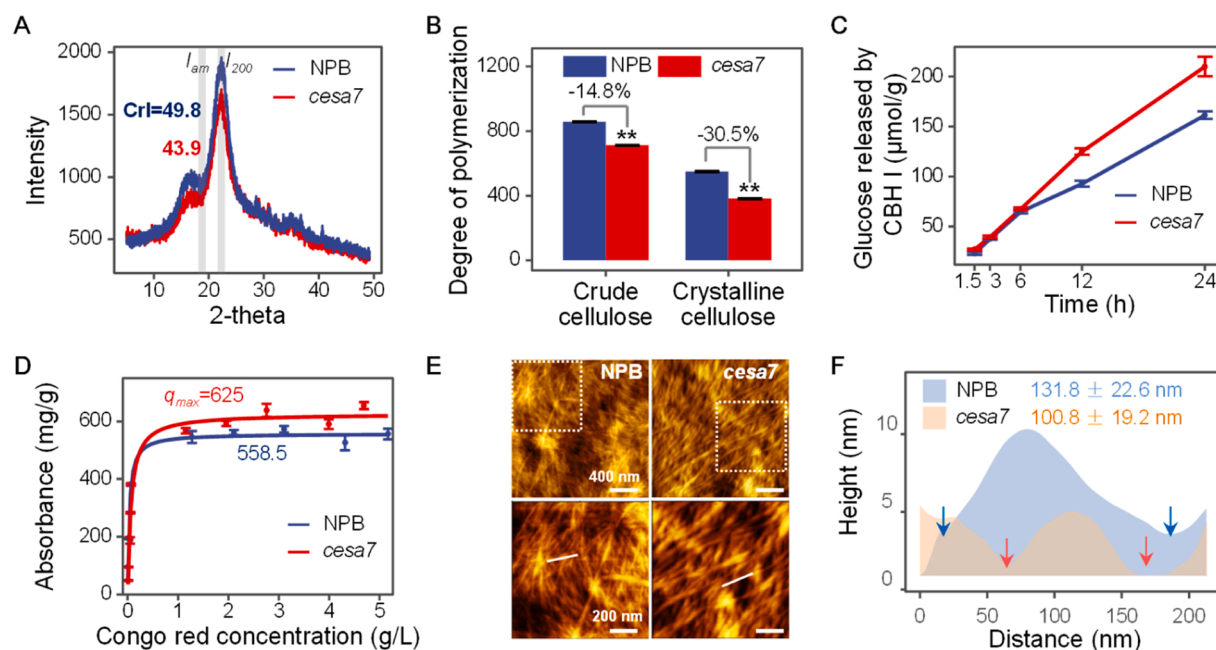 A
2000
1500
1000
500
Intensity
I am
I 200
NPB
cesa7
CrI=49.8
43.9
10
20
30
40
50
2-theta
B
1200
800
400
0
Degree of polymerization
NPB
cesa7
-14.8%
**
-30.5%
**
Crude
cellulose
Crystalline
cellulose
C
200
150
100
50
Glucose released by
CBH I (µmol/g)
NPB
cesa7
1.5
3
6
12
24
Time (h)
D
600
400
200
0
Absorbance (mg/g)
qmax=625
558.5
NPB
cesa7
0
1
2
3
4
5
Congo red concentration (g/L)
E
NPB
cesa7
400 nm
200 nm
F
NPB 131.8 ± 22.6 nm
cesa7 100.8 ± 19.2 nm
10
5
0
Height (nm)
0
50
100
150
200
Distance (nm)